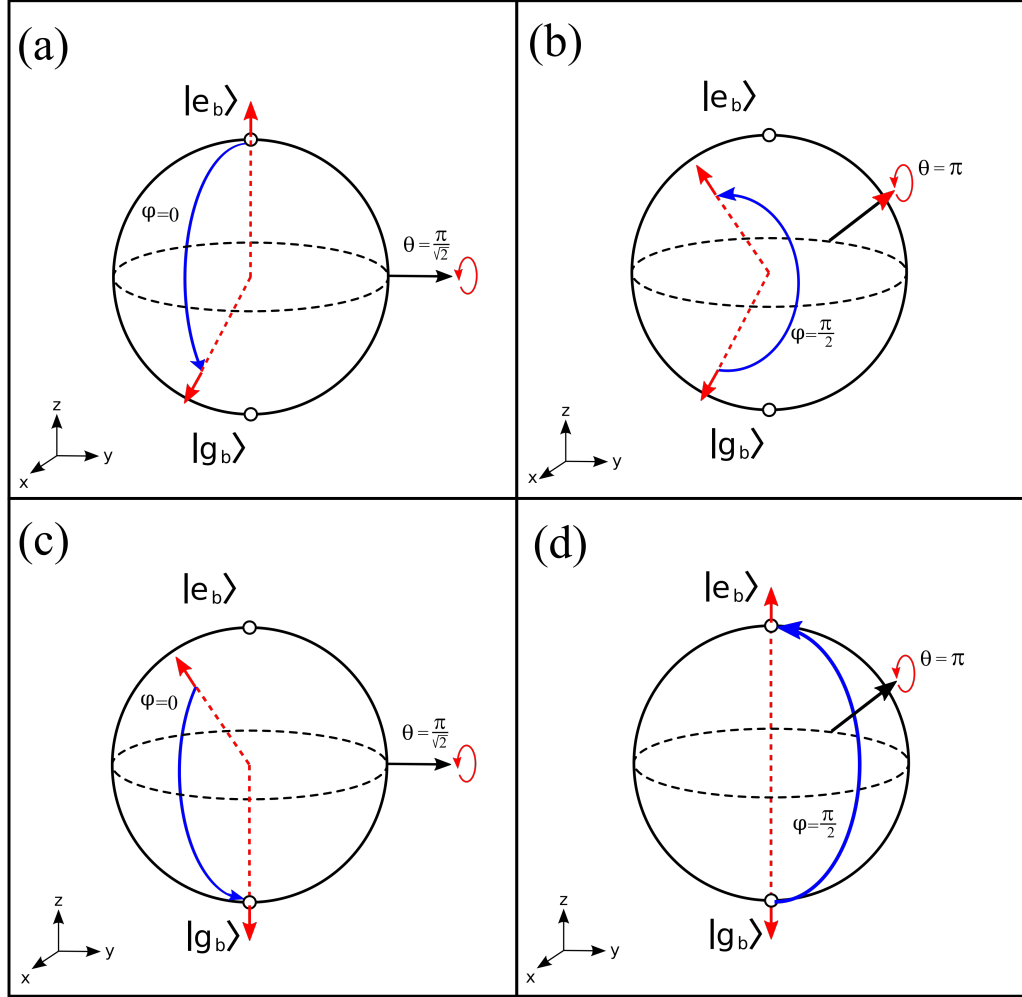 (a)
|e_b⟩
φ=0
θ=π/√2
z
y
x
|g_b⟩
(b)
|e_b⟩
θ=π
φ=π/2
z
y
x
|g_b⟩
(c)
|e_b⟩
φ=0
θ=π/√2
z
y
x
|g_b⟩
(d)
|e_b⟩
θ=π
φ=π/2
z
y
x
|g_b⟩